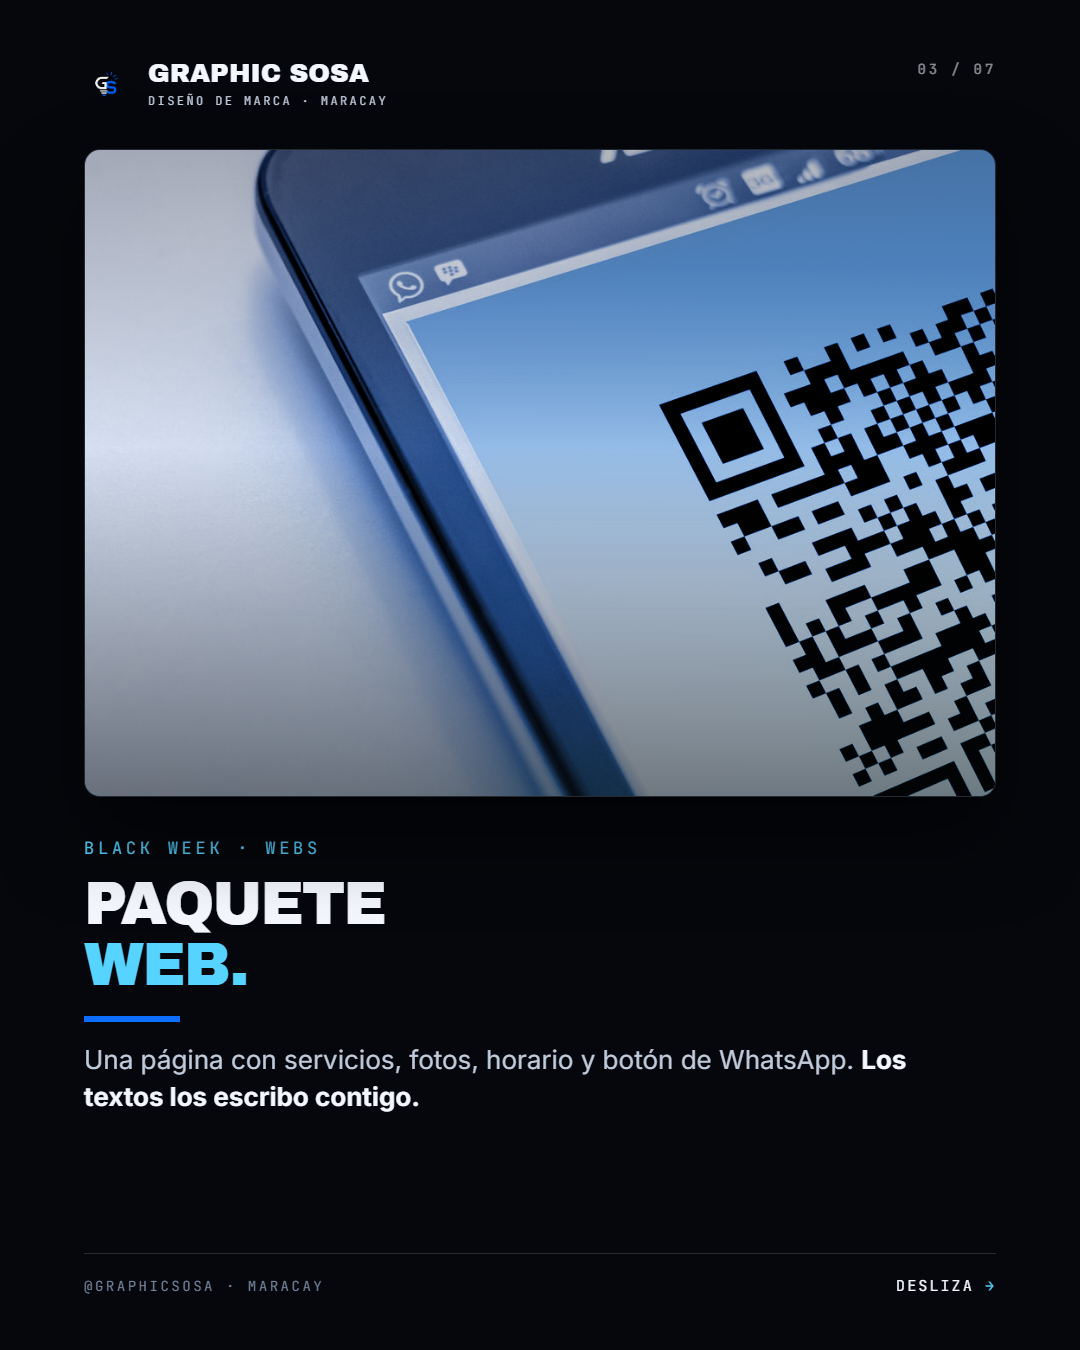 GRAPHIC SOSA
DISEÑO DE MARCA · MARACAY
03 / 07
BLACK WEEK · WEBS
PAQUETE
WEB.
Una página con servicios, fotos, horario y botón de WhatsApp. Los
textos los escribo contigo.
@GRAPHICSOSA · MARACAY
DESLIZA →